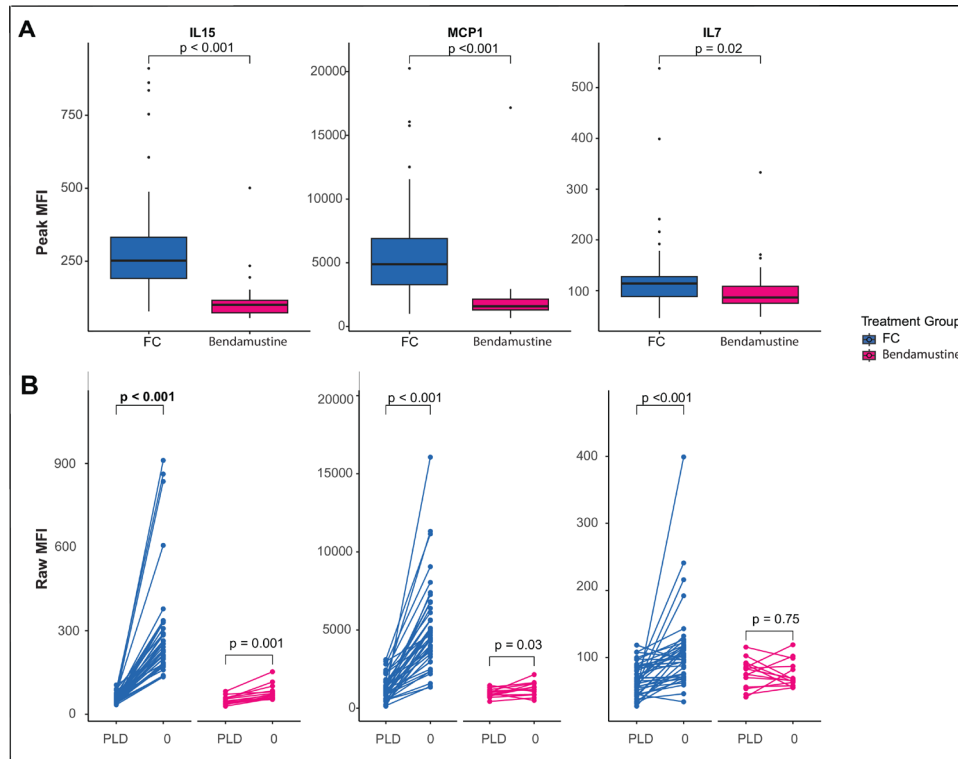 A
IL15
MCP1
IL7
p < 0.001
p <0.001
p = 0.02
Peak MFI
750
500
250
20000
15000
10000
5000
0
500
400
300
200
100
FC
Bendamustine
FC
Bendamustine
FC
Bendamustine
Treatment Group
FC
Bendamustine
B
p < 0.001
p < 0.001
p <0.001
p = 0.001
p = 0.03
p = 0.75
Raw MFI
900
600
300
0
20000
15000
10000
5000
0
400
300
200
100
PLD
0
PLD
0
PLD
0
PLD
0
PLD
0
PLD
0